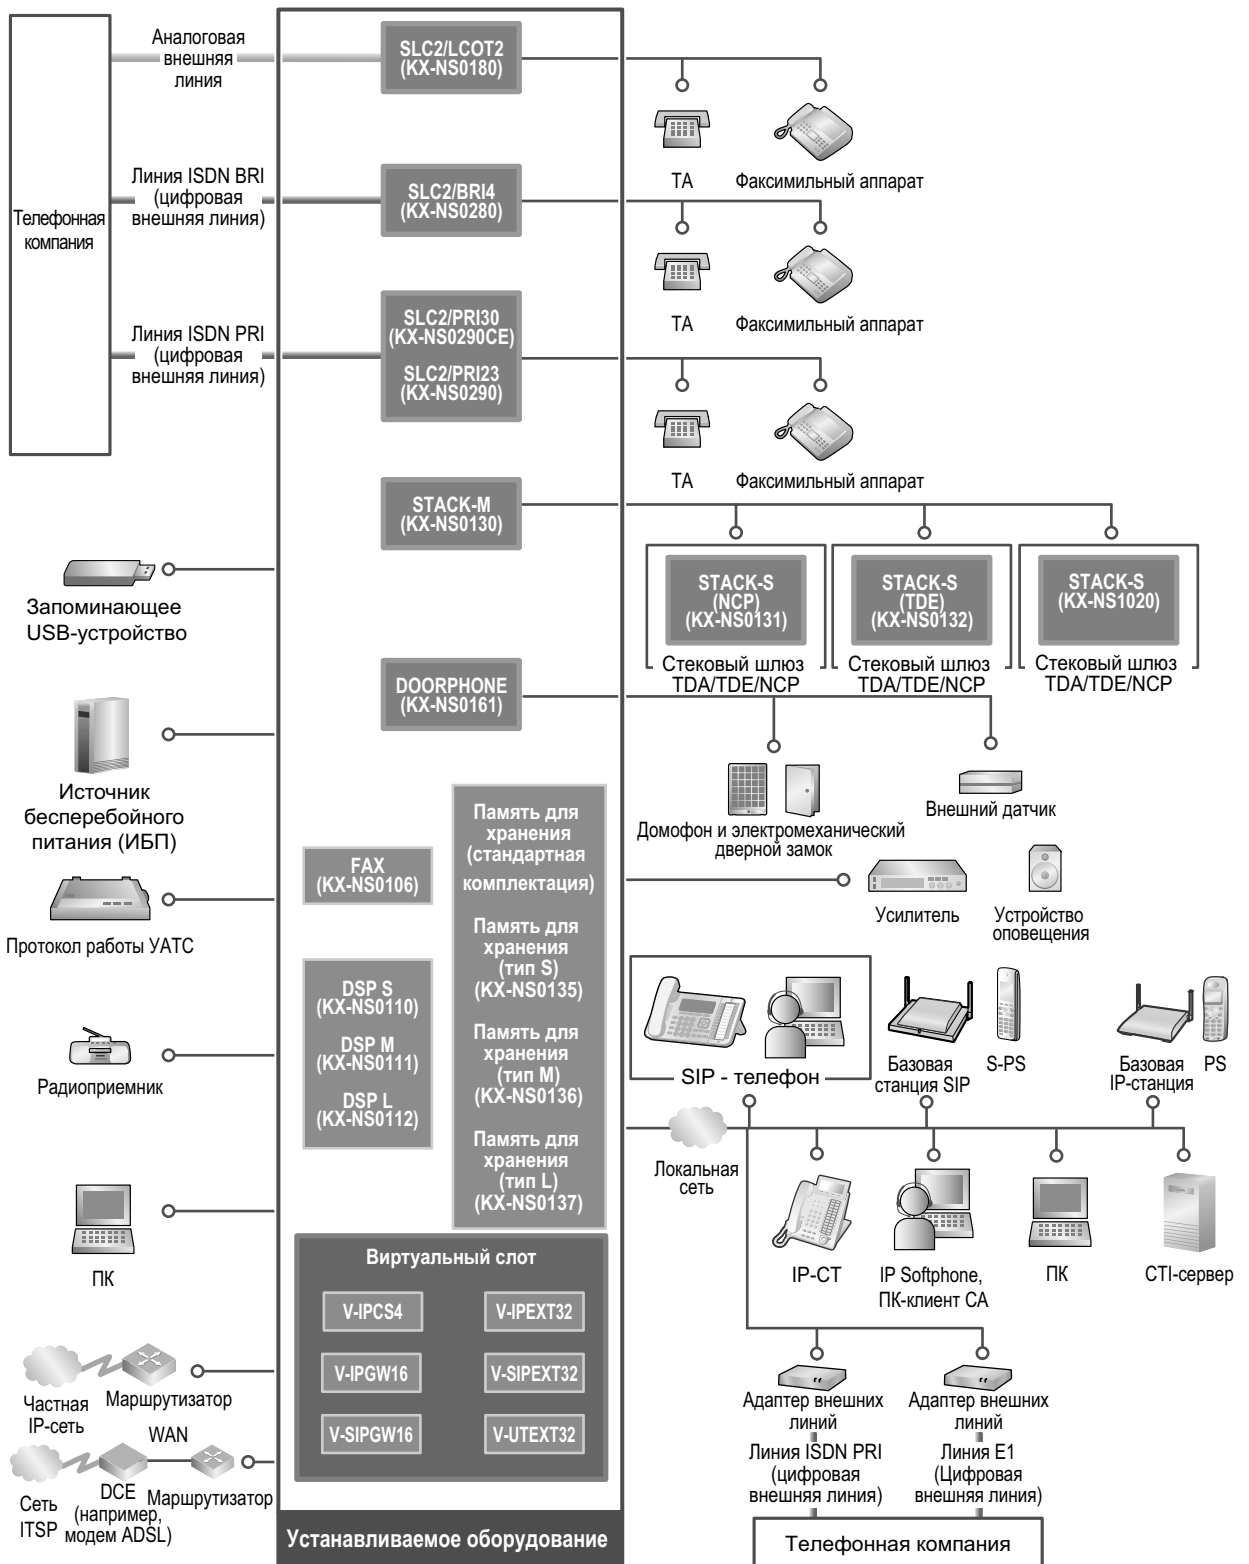 Аналоговая
внешняя
линия
SLC2/LCOT2
(KX-NS0180)
ТА
Факсимильный аппарат
Телефонная
компания
Линия ISDN BRI
(цифровая
внешняя линия)
SLC2/BRI4
(KX-NS0280)
ТА
Факсимильный аппарат
Линия ISDN PRI
(цифровая
внешняя линия)
SLC2/PRI30
(KX-NS0290CE)
SLC2/PRI23
(KX-NS0290)
ТА
Факсимильный аппарат
STACK-M
(KX-NS0130)
STACK-S
(NCP)
(KX-NS0131)
Стековый шлюз
TDA/TDE/NCP
STACK-S
(TDE)
(KX-NS0132)
Стековый шлюз
TDA/TDE/NCP
STACK-S
(KX-NS1020)
Стековый шлюз
TDA/TDE/NCP
Запоминающее
USB-устройство
DOORPHONE
(KX-NS0161)
Домофон и электромеханический
дверной замок
Внешний датчик
Источник
бесперебойного
питания (ИБП)
Память для
хранения
(стандартная
комплектация)
Память для
хранения
(тип S)
(KX-NS0135)
Память для
хранения
(тип M)
(KX-NS0136)
Память для
хранения
(тип L)
(KX-NS0137)
FAX
(KX-NS0106)
Усилитель
Устройство
оповещения
Протокол работы УАТС
DSP S
(KX-NS0110)
DSP M
(KX-NS0111)
DSP L
(KX-NS0112)
SIP - телефон
Базовая
станция SIP
S-PS
Базовая
IP-станция
PS
Радиоприемник
Локальная
сеть
ПК
IP-СТ
IP Softphone,
ПК-клиент CA
ПК
CTI-сервер
Виртуальный слот
V-IPCS4
V-IPEXT32
V-IPGW16
V-SIPEXT32
V-SIPGW16
V-UTEXT32
Частная
IP-сеть
Маршрутизатор
WAN
Сеть
ITSP
DCE
(например,
модем ADSL)
Маршрутизатор
Адаптер внешних
линий
Линия ISDN PRI
(цифровая
внешняя линия)
Адаптер внешних
линий
Линия E1
(Цифровая
внешняя линия)
Устанавливаемое оборудование
Телефонная компания